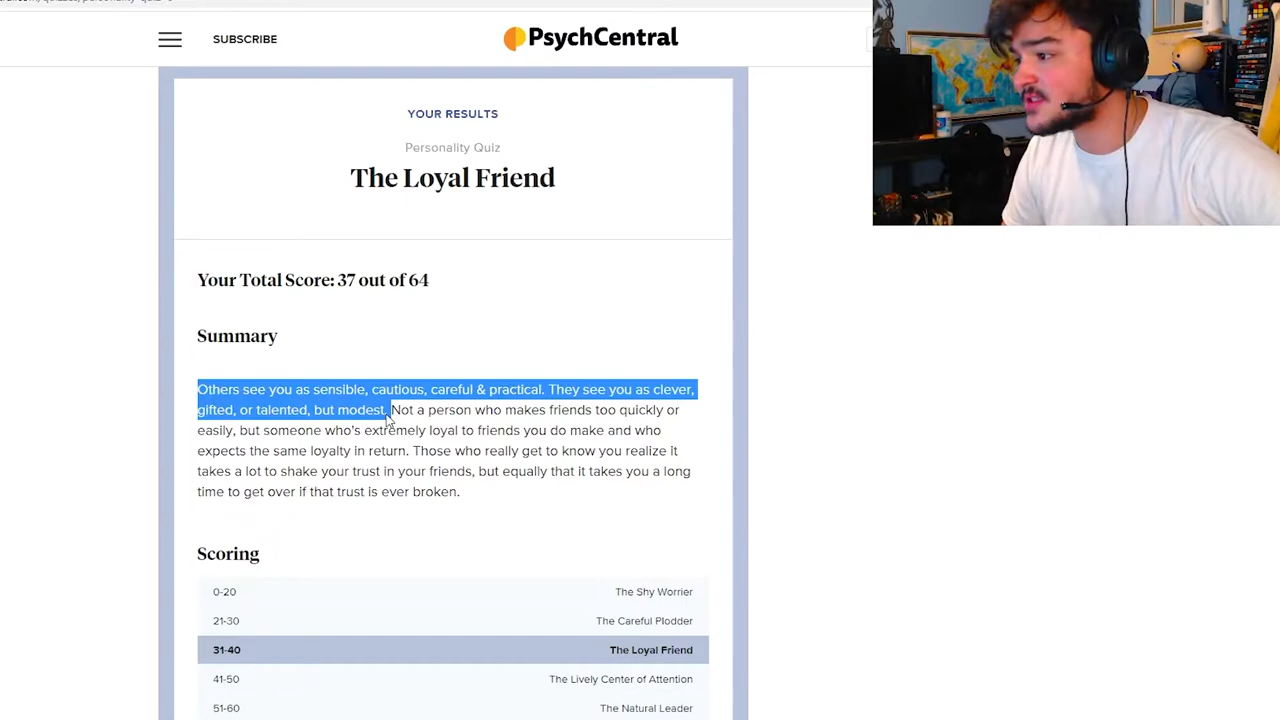 SUBSCRIBE
PsychCentral
YOUR RESULTS
Personality Quiz
The Loyal Friend
Your Total Score: 37 out of 64
Summary
Others see you as sensible, cautious, careful & practical. They see you as clever,
gifted, or talented, but modest. Not a person who makes friends too quickly or
easily, but someone who's extremely loyal to friends you do make and who
expects the same loyalty in return. Those who really get to know you realize it
takes a lot to shake your trust in your friends, but equally that it takes you a long
time to get over if that trust is ever broken.
Scoring
0-20 The Shy Worrier
21-30 The Careful Plodder
31-40 The Loyal Friend
41-50 The Lively Center of Attention
51-60 The Natural Leader